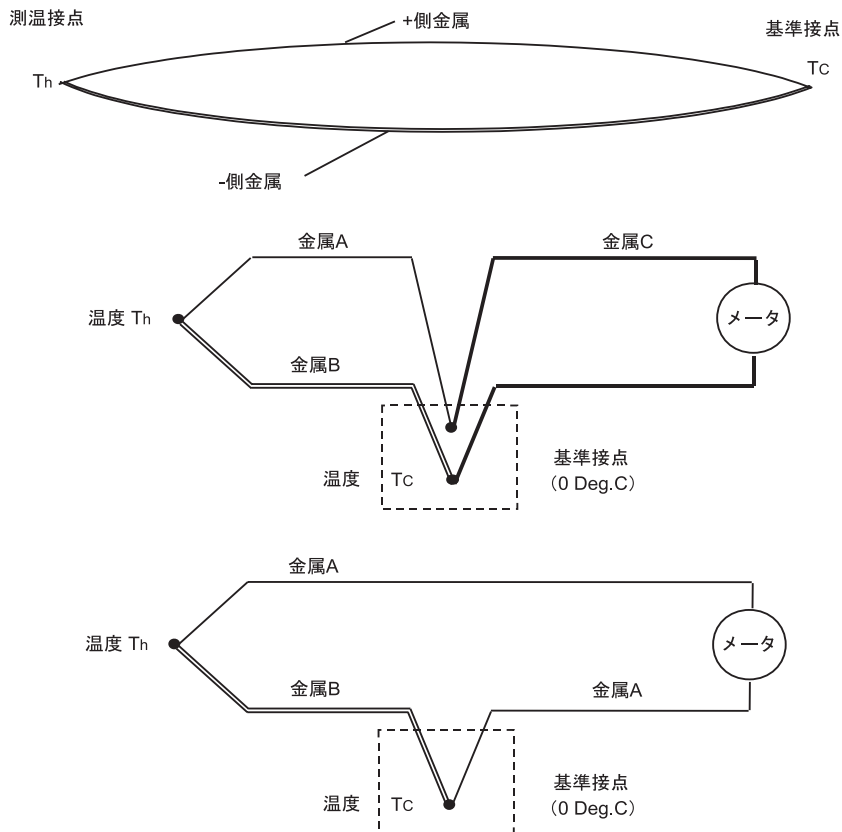 測温接点
+側金属
基準接点
Th
TC
-側金属
金属A
金属C
温度 Th
メータ
金属B
温度 TC
基準接点
(0 Deg.C)
金属A
温度 Th
メータ
金属B
金属A
温度 TC
基準接点
(0 Deg.C)